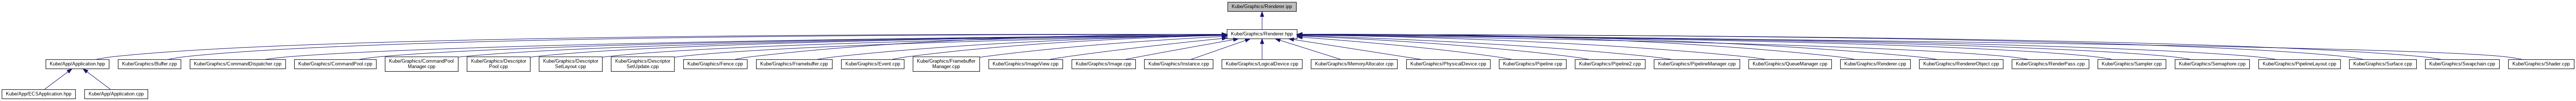 Kube/Graphics/Renderer.ipp
Kube/Graphics/Renderer.hpp
Kube/App/Application.hpp
Kube/Graphics/Buffer.cpp
Kube/Graphics/CommandDispatcher.cpp
Kube/Graphics/CommandPool.cpp
Kube/Graphics/CommandPool
Manager.cpp
Kube/Graphics/Descriptor
Pool.cpp
Kube/Graphics/Descriptor
SetLayout.cpp
Kube/Graphics/Descriptor
SetUpdate.cpp
Kube/Graphics/Fence.cpp
Kube/Graphics/Framebuffer.cpp
Kube/Graphics/Event.cpp
Kube/Graphics/Framebuffer
Manager.cpp
Kube/Graphics/ImageView.cpp
Kube/Graphics/Image.cpp
Kube/Graphics/Instance.cpp
Kube/Graphics/LogicalDevice.cpp
Kube/Graphics/MemoryAllocator.cpp
Kube/Graphics/PhysicalDevice.cpp
Kube/Graphics/Pipeline.cpp
Kube/Graphics/Pipeline2.cpp
Kube/Graphics/PipelineManager.cpp
Kube/Graphics/QueueManager.cpp
Kube/Graphics/Renderer.cpp
Kube/Graphics/RendererObject.cpp
Kube/Graphics/RenderPass.cpp
Kube/Graphics/Sampler.cpp
Kube/Graphics/Semaphore.cpp
Kube/Graphics/PipelineLayout.cpp
Kube/Graphics/Surface.cpp
Kube/Graphics/Swapchain.cpp
Kube/Graphics/Shader.cpp
Kube/App/ECSApplication.hpp
Kube/App/Application.cpp